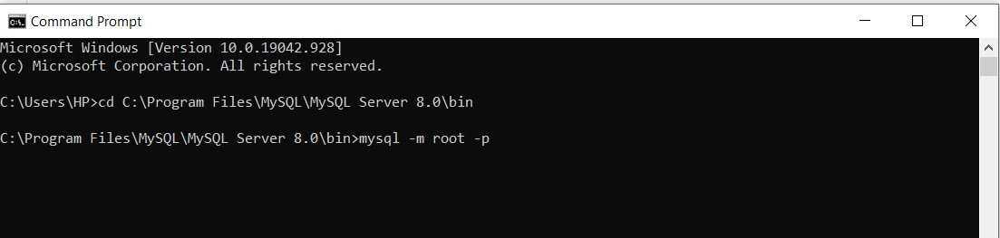 Command Prompt
Microsoft Windows [Version 10.0.19042.928]
(c) Microsoft Corporation. All rights reserved.
C:\Users\HP>cd C:\Program Files\MySQL\MySQL Server 8.0\bin
C:\Program Files\MySQL\MySQL Server 8.0\bin>mysql -m root -p